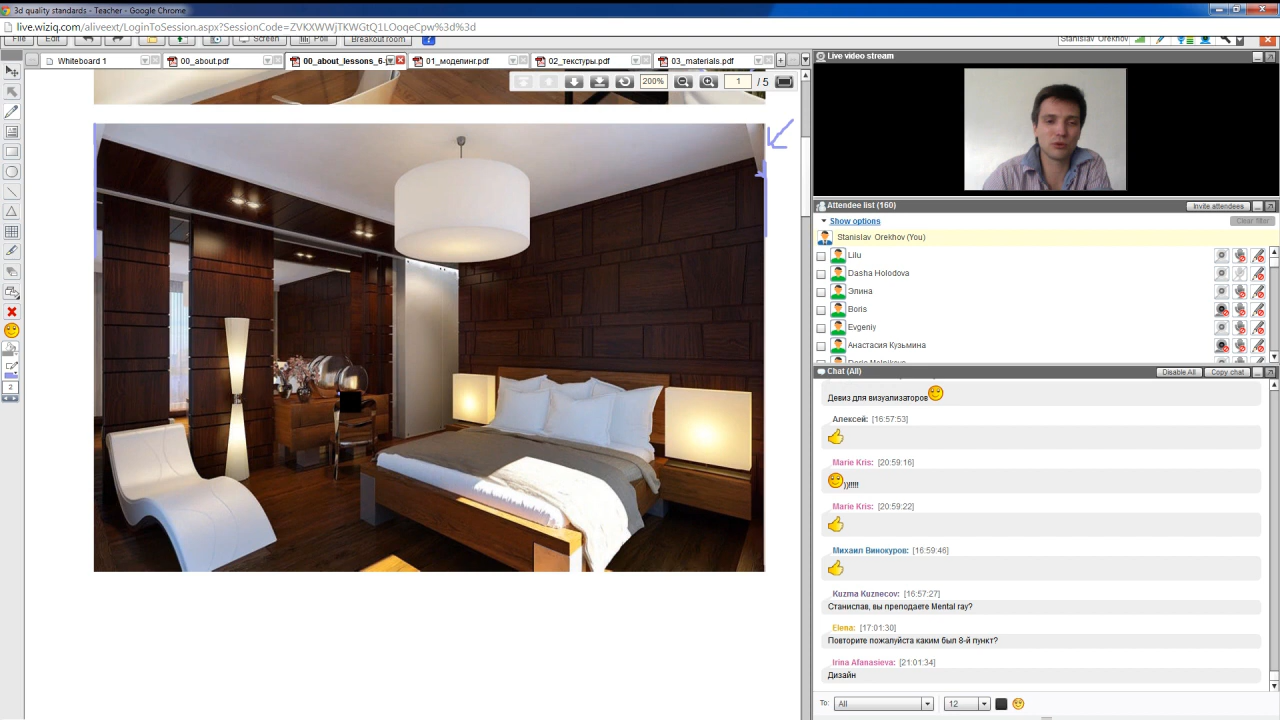 3d quality standards - Teacher - Google Chrome
live.wiziq.com/aliveext/LoginToSession.aspx?SessionCode=ZVKXWWjTKWGtQ1LOoqeCpw%3d%3d
File Edit Screen Poll Breakout room ? Stanislav Orekhov
Whiteboard 1 00_about.pdf 00_about_lessons_6- 01_моделинг.pdf 02_текстуры.pdf 03_materials.pdf
200% 1 / 5
Live video stream
Attendee list (160) Invite attendees
Show options Clear filter
Stanislav Orekhov (You)
Lilu
Dasha Holodova
Элина
Boris
Evgeniy
Анастасия Кузьмина
2
Chat (All) Disable All Copy chat
Девиз для визуализаторов
Алексей: [16:57:53]
Marie Kris: [20:59:16]
))!!!!!
Marie Kris: [20:59:22]
Михаил Винокуров: [16:59:46]
Kuzma Kuznecov: [16:57:27]
Станислав, вы преподаете Mental ray?
Elena: [17:01:30]
Повторите пожалуйста каким был 8-й пункт?
Irina Afanasieva: [21:01:34]
Дизайн
To: All 12